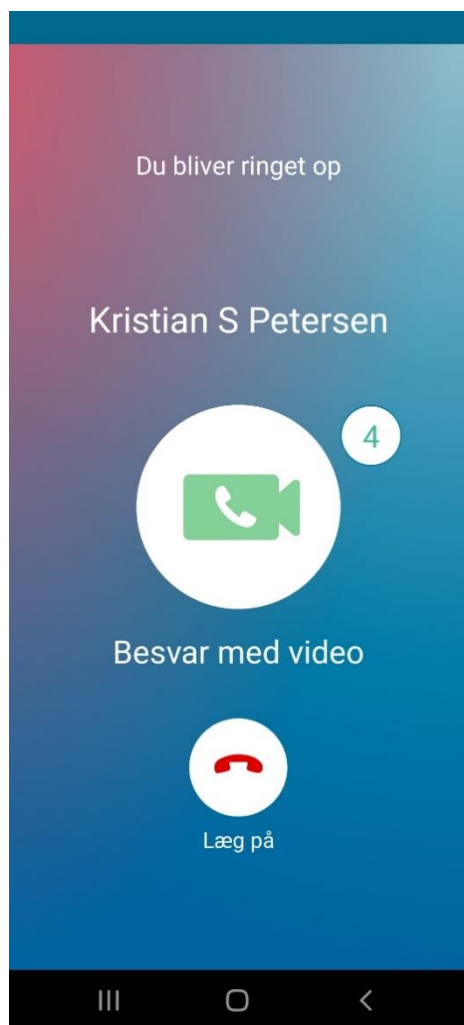 Du bliver ringet op
Kristian S Petersen
4
Besvar med video
Læg på